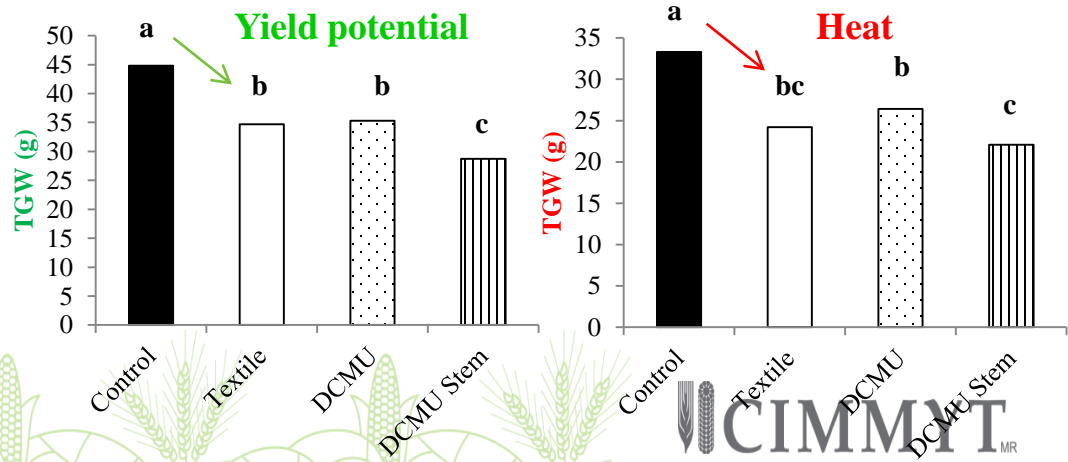 Yield potential
TGW (g)
50
45
40
35
30
25
20
15
10
5
0
a
b
b
c
Control
Textile
DCMU
DCMU Stem
Heat
TGW (g)
35
30
25
20
15
10
5
0
a
bc
b
c
Control
Textile
DCMU
DCMU Stem
CIMMYT MR